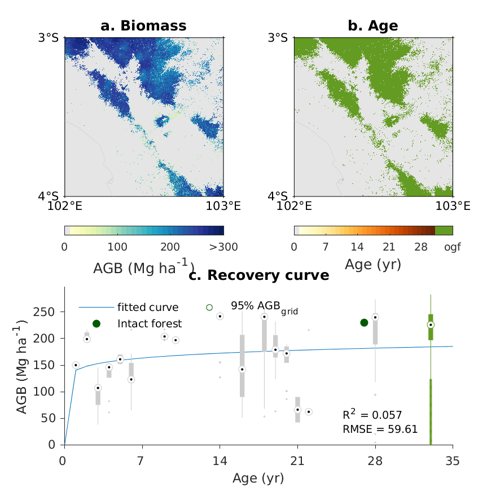 a. Biomass
b. Age
3°S
3°S
4°S
4°S
102°E
103°E
102°E
103°E
0 100 200 >300
AGB (Mg ha-1)
0 7 14 21 28 ogf
Age (yr)
c. Recovery curve
fitted curve
95% AGBgrid
Intact forest
AGB (Mg ha-1)
250
200
150
100
50
0
R2 = 0.057
RMSE = 59.61
0 7 14 21 28 35
Age (yr)